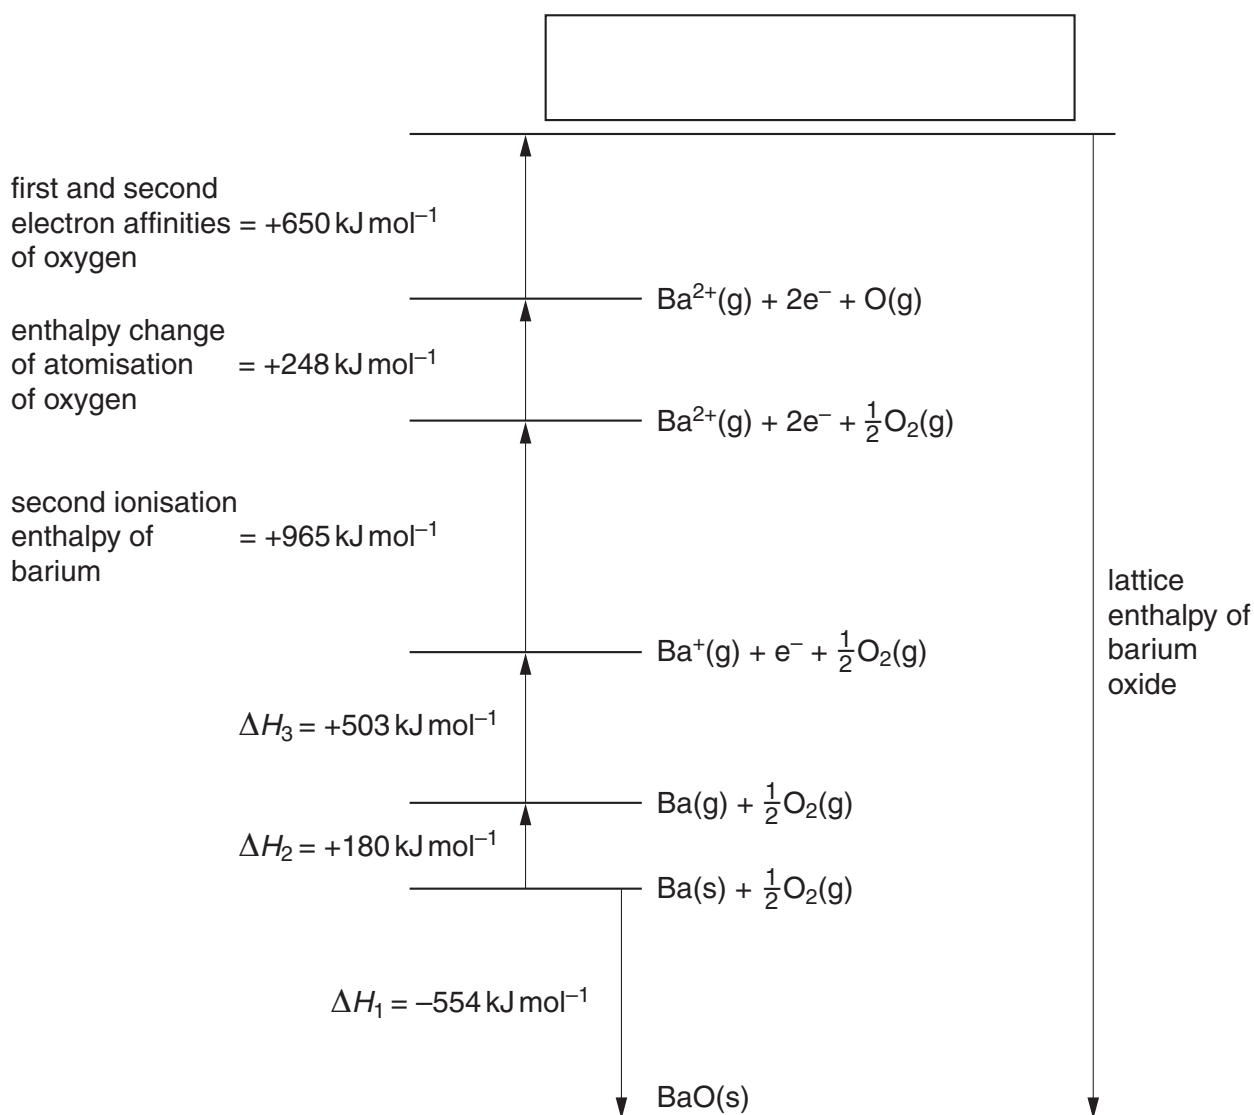 first and second
electron affinities = +650 kJ mol⁻¹
of oxygen
Ba²⁺(g) + 2e⁻ + O(g)
enthalpy change
of atomisation = +248 kJ mol⁻¹
of oxygen
Ba²⁺(g) + 2e⁻ + ½O₂(g)
second ionisation
enthalpy of = +965 kJ mol⁻¹
barium
lattice
enthalpy of
barium
oxide
Ba⁺(g) + e⁻ + ½O₂(g)
ΔH₃ = +503 kJ mol⁻¹
Ba(g) + ½O₂(g)
ΔH₂ = +180 kJ mol⁻¹
Ba(s) + ½O₂(g)
ΔH₁ = –554 kJ mol⁻¹
BaO(s)